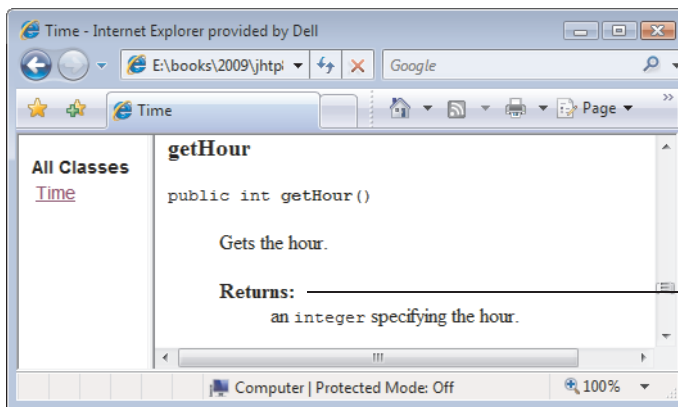 Time - Internet Explorer provided by Dell
E:\books\2009\jhtp
Google
Time
Page
»
All Classes
Time
getHour
public int getHour()
Gets the hour.
Returns:
an integer specifying the hour.
Computer | Protected Mode: Off
100%